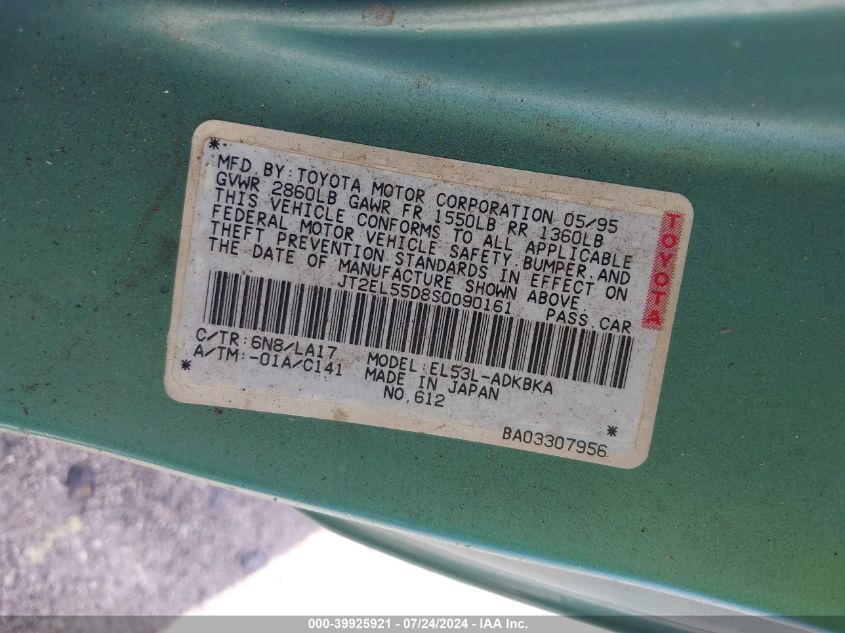 *
MFD. BY: TOYOTA MOTOR CORPORATION 05/95
GVWR 2860LB GAWR FR 1550LB RR 1360LB
THIS VEHICLE CONFORMS TO ALL APPLICABLE
FEDERAL MOTOR VEHICLE SAFETY, BUMPER, AND
THEFT PREVENTION STANDARDS IN EFFECT ON
THE DATE OF MANUFACTURE SHOWN ABOVE.
JT2EL55D8S0090161 PASS. CAR
TOYOTA
C/TR: 6N8/LA17 MODEL: EL53L-ADKBKA
A/TM: -01A/C141 MADE IN JAPAN
* NO. 612 *
BA03307956
000-39925921 / 07/24/2024 - IAA Inc.